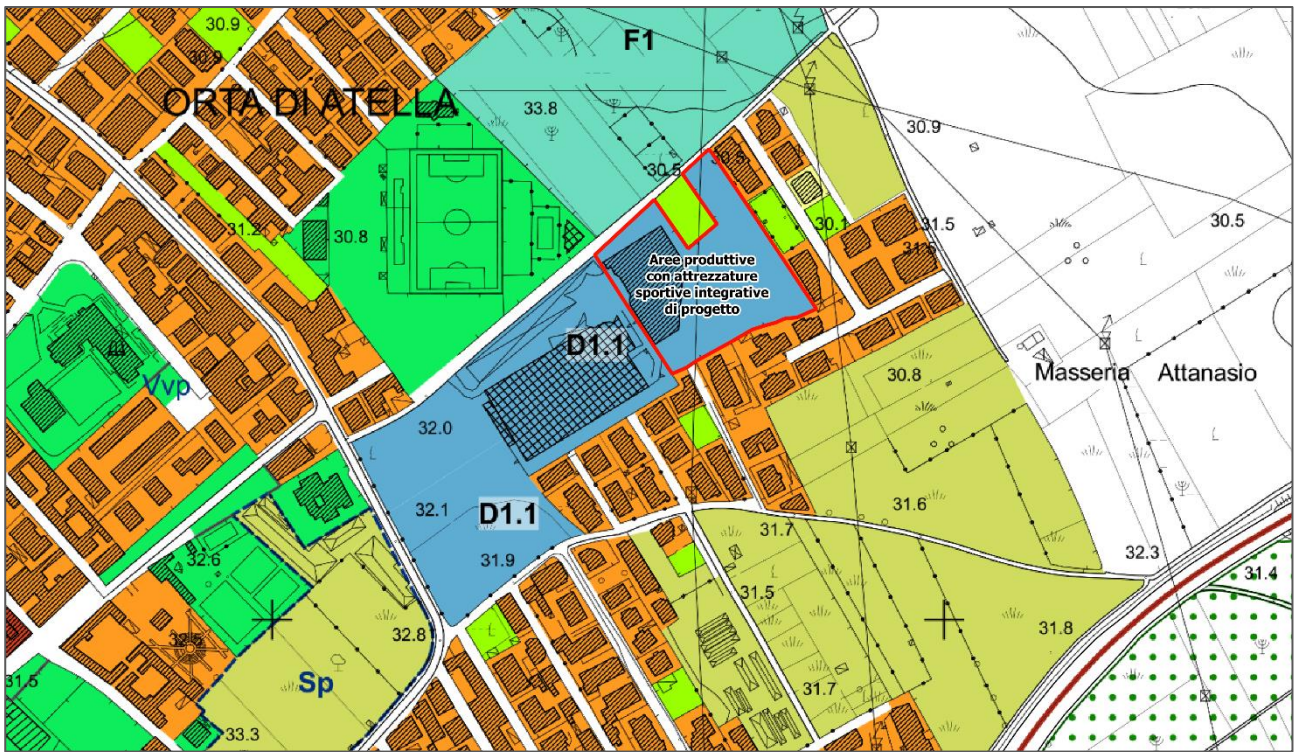 30.9
F1
30.9
ORTA DI ATELLA
33.8
30.9
30.5
30.5
31.2
30.8
30.1
31.5
30.5
31.5
Aree produttive
con attrezzature
sportive integrative
di progetto
D1.1
Vvp
30.8
Masseria Attanasio
32.0
32.1
D1.1
31.6
31.7
31.9
32.3
32.6
31.4
31.5
32.8
31.8
32.5
31.5
Sp
31.7
33.3